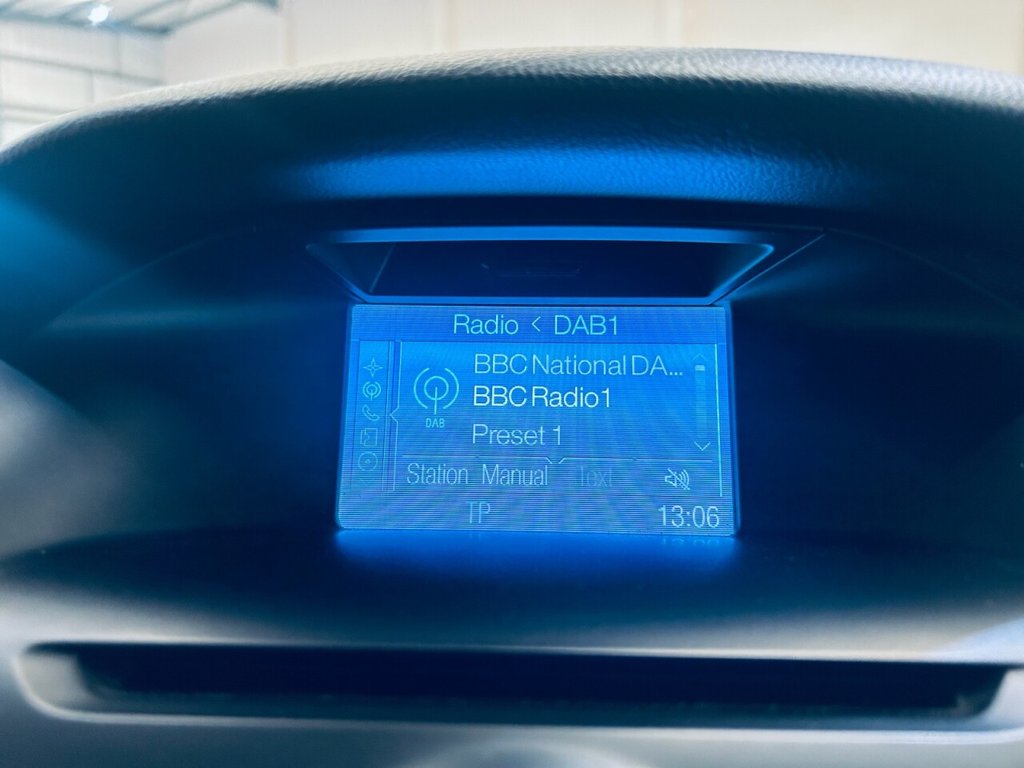 Radio < DAB1
BBC National DA...
BBC Radio1
DAB
Preset 1
Station Manual Text
TP
13:06